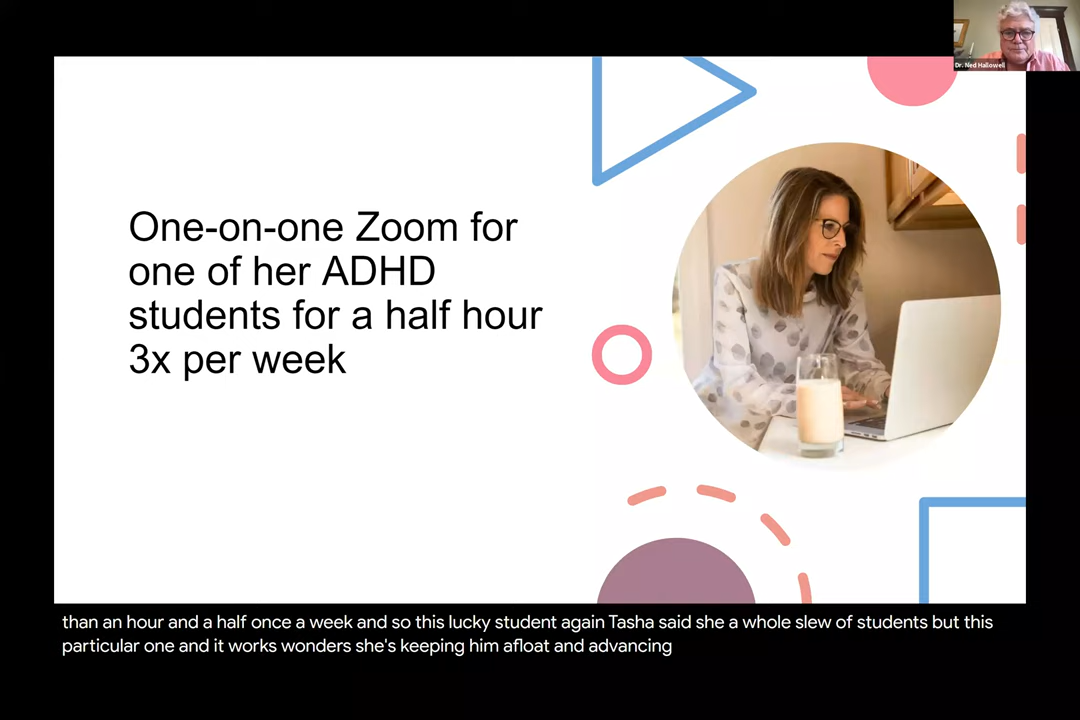 Dr. Ned Hallowell
One-on-one Zoom for
one of her ADHD
students for a half hour
3x per week
than an hour and a half once a week and so this lucky student again Tasha said she a whole slew of students but this
particular one and it works wonders she's keeping him afloat and advancing